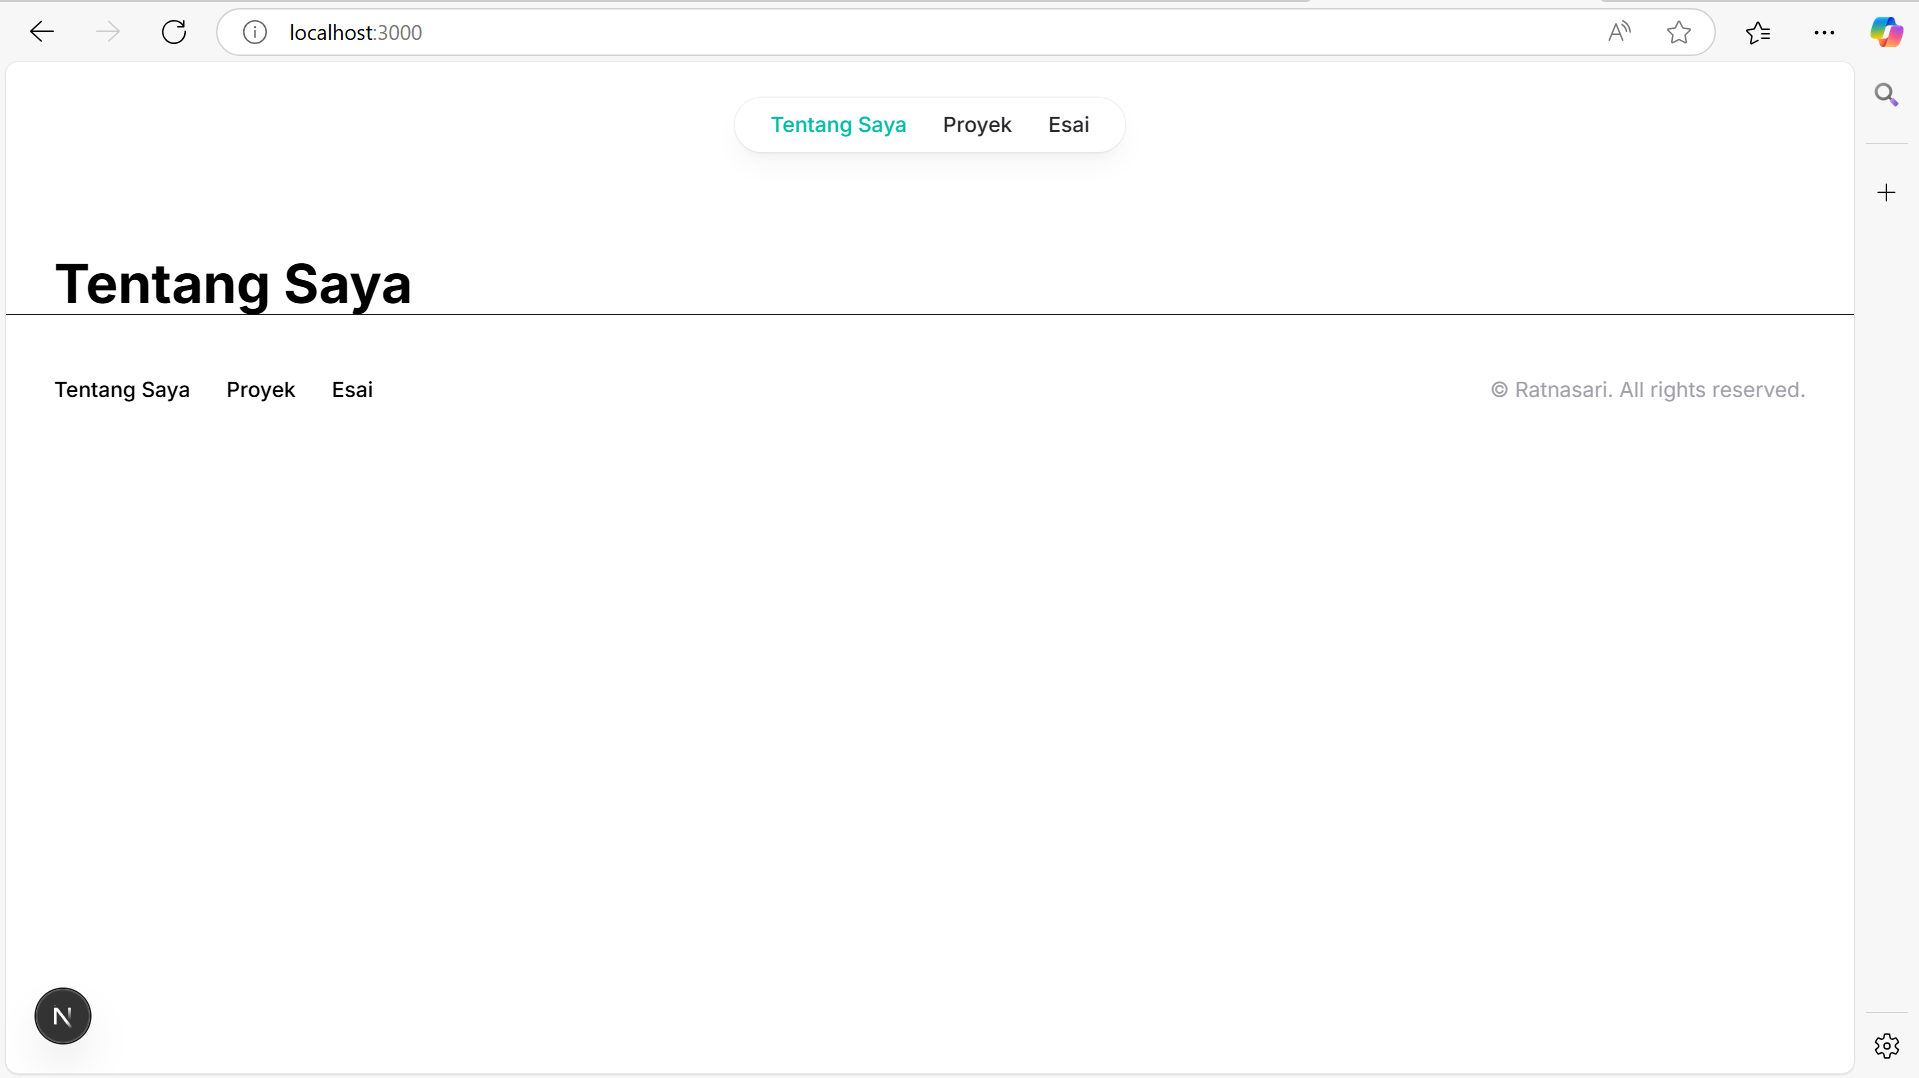 localhost:3000
Tentang Saya Proyek Esai
Tentang Saya
Tentang Saya Proyek Esai © Ratnasari. All rights reserved.
N